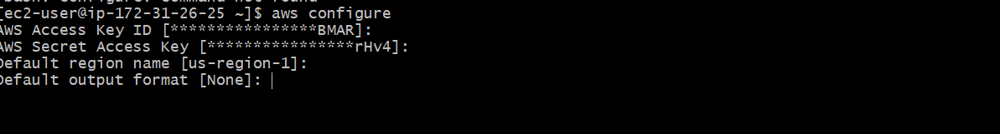 [ec2-user@ip-172-31-26-25 ~]$ aws configure
AWS Access Key ID [****************BMAR]:
AWS Secret Access Key [****************rHv4]:
Default region name [us-region-1]:
Default output format [None]: